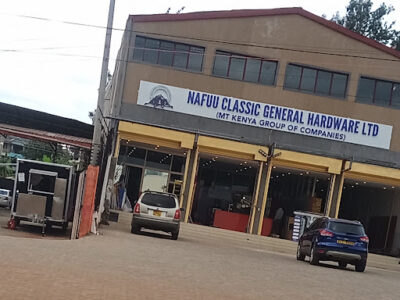 NAFUU CLASSIC GENERAL HARDWARE LTD
(MT KENYA GROUP OF COMPANIES)